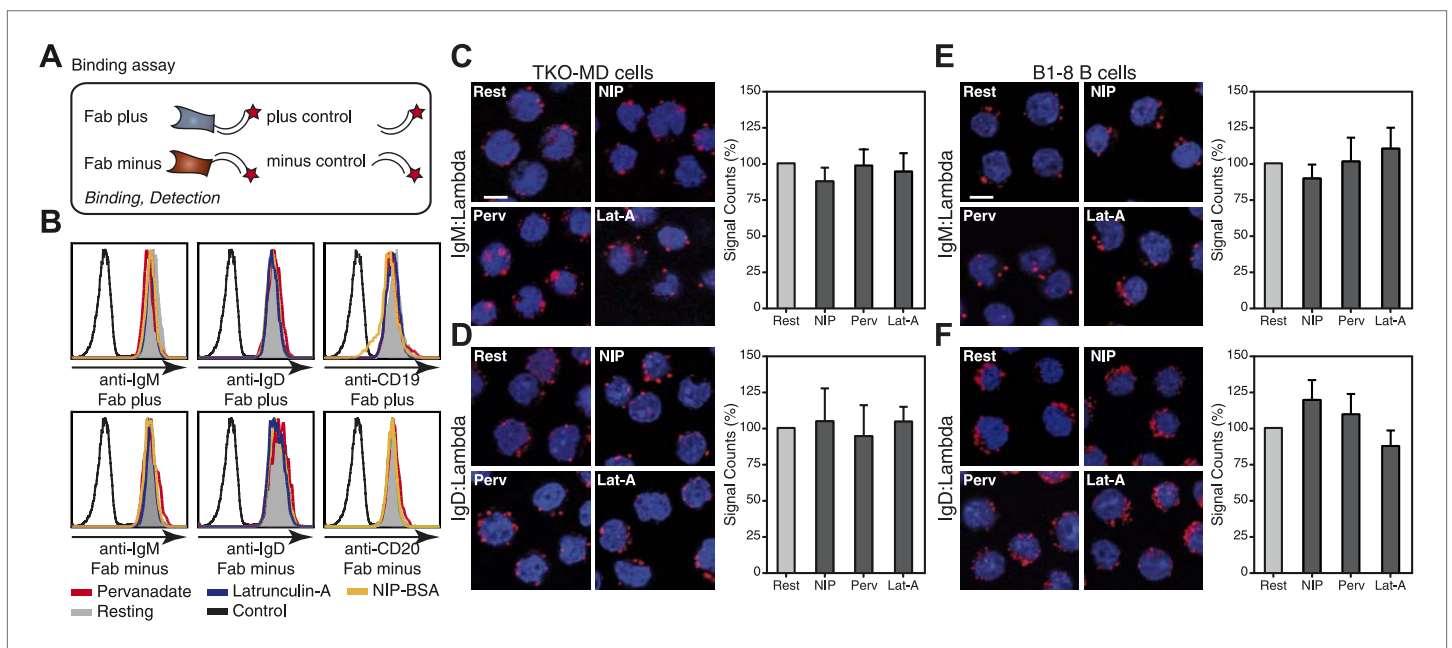 A
Binding assay
Fab plus
plus control
Fab minus
minus control
Binding, Detection
B
anti-IgM
Fab plus
anti-IgD
Fab plus
anti-CD19
Fab plus
anti-IgM
Fab minus
anti-IgD
Fab minus
anti-CD20
Fab minus
Pervanadate
Latrunculin-A
NIP-BSA
Resting
Control
C
TKO-MD cells
IgM:Lambda
Rest
NIP
Perv
Lat-A
Signal Counts (%)
150
125
100
75
50
25
0
Rest NIP Perv Lat-A
D
IgD:Lambda
Rest
NIP
Perv
Lat-A
Signal Counts (%)
150
125
100
75
50
25
0
Rest NIP Perv Lat-A
E
B1-8 B cells
IgM:Lambda
Rest
NIP
Perv
Lat-A
Signal Counts (%)
150
125
100
75
50
25
0
Rest NIP Perv Lat-A
F
IgD:Lambda
Rest
NIP
Perv
Lat-A
Signal Counts (%)
150
125
100
75
50
25
0
Rest NIP Perv Lat-A